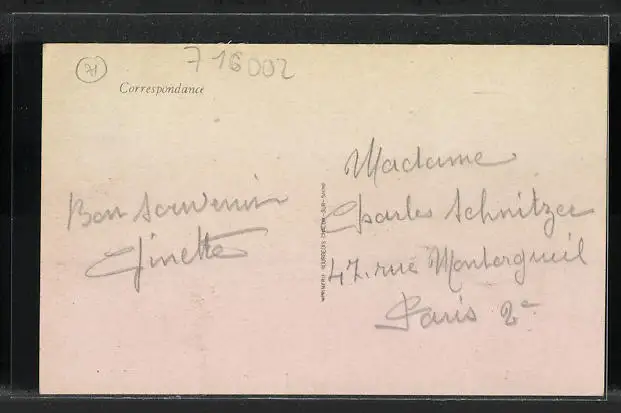 71
716002
Correspondance
Bon souvenir
Ginette
Madame
Charles Schnitzer
47. rue Montorgueil
Paris 2e